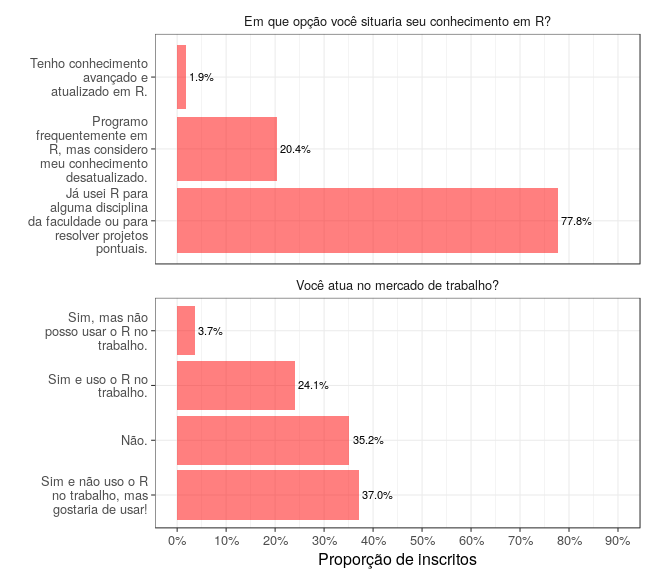 Em que opção você situaria seu conhecimento em R?
Tenho conhecimento
avançado e
atualizado em R.
1.9%
Programo
frequentemente em
R, mas considero
meu conhecimento
desatualizado.
20.4%
Já usei R para
alguma disciplina
da faculdade ou para
resolver projetos
pontuais.
77.8%
Você atua no mercado de trabalho?
Sim, mas não
posso usar o R no
trabalho.
3.7%
Sim e uso o R no
trabalho.
24.1%
Não.
35.2%
Sim e não uso o R
no trabalho, mas
gostaria de usar!
37.0%
0% 10% 20% 30% 40% 50% 60% 70% 80% 90%
Proporção de inscritos